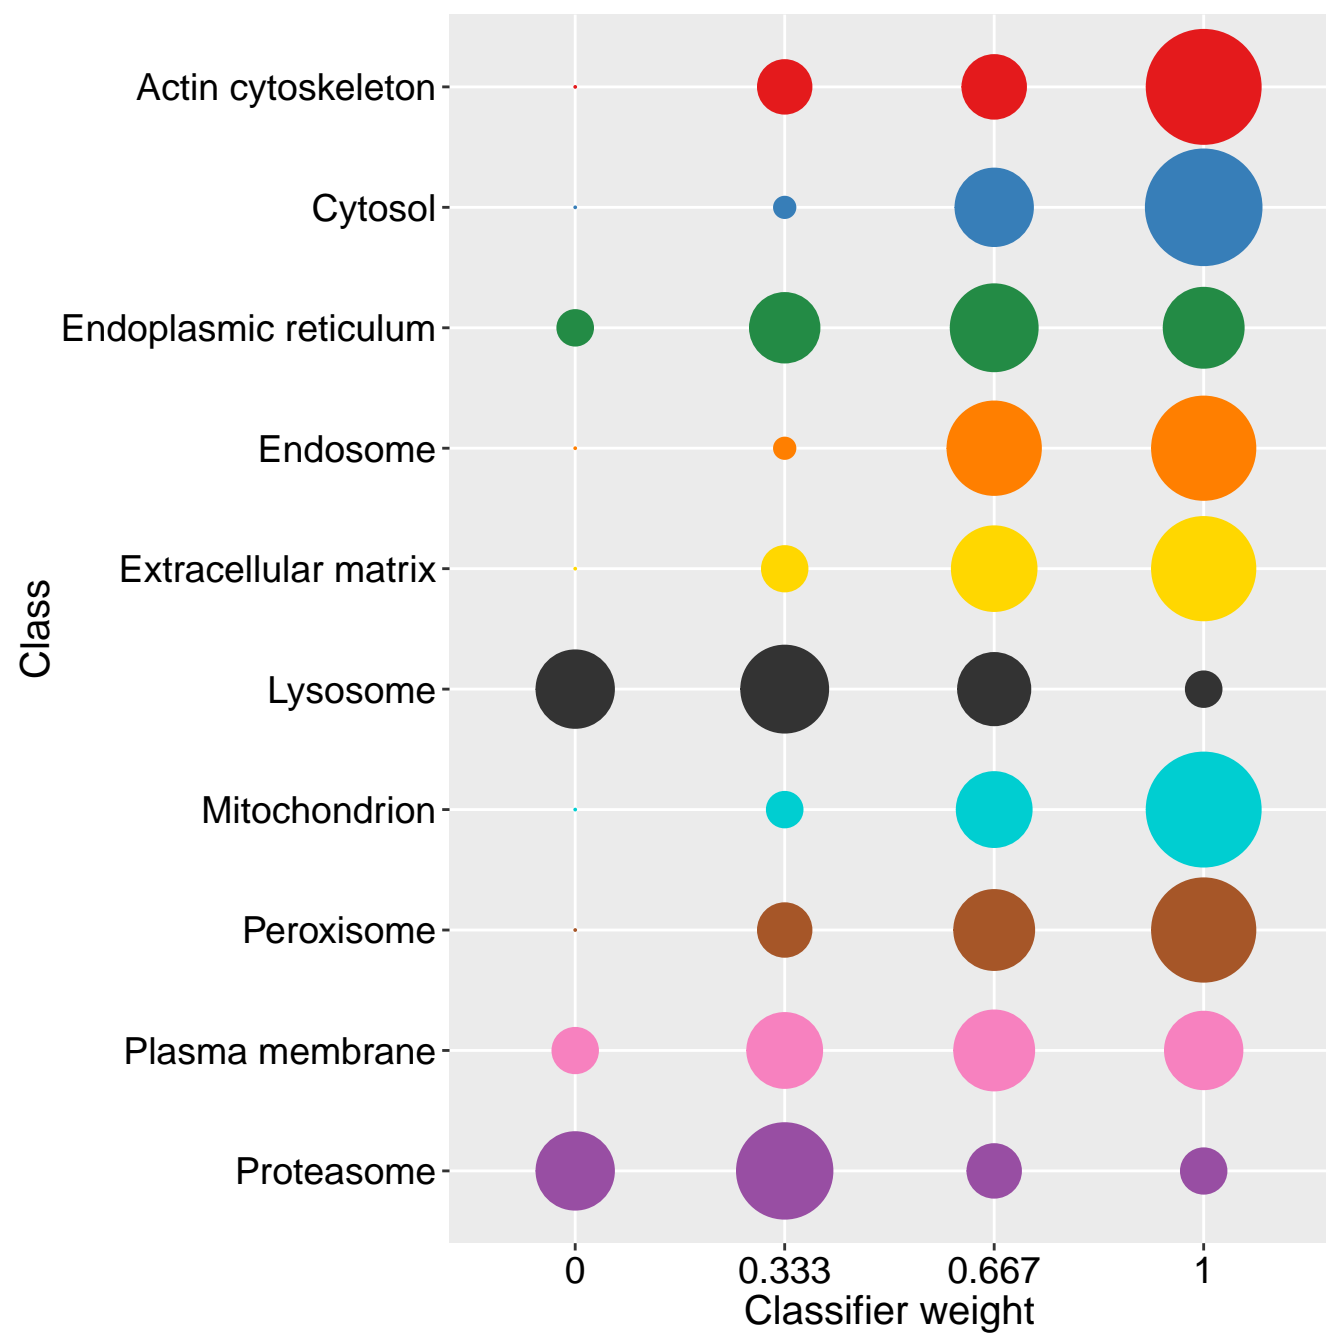 Actin cytoskeleton
Cytosol
Endoplasmic reticulum
Endosome
Extracellular matrix
Lysosome
Mitochondrion
Peroxisome
Plasma membrane
Proteasome
Class
0 0.333 0.667 1
Classifier weight